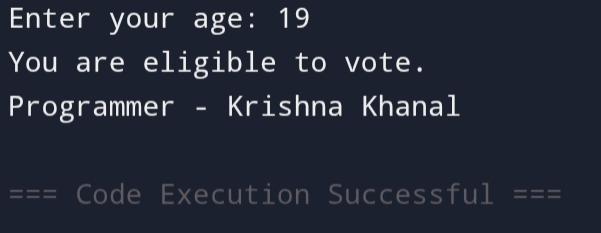 Enter your age: 19
You are eligible to vote.
Programmer - Krishna Khanal
=== Code Execution Successful ===